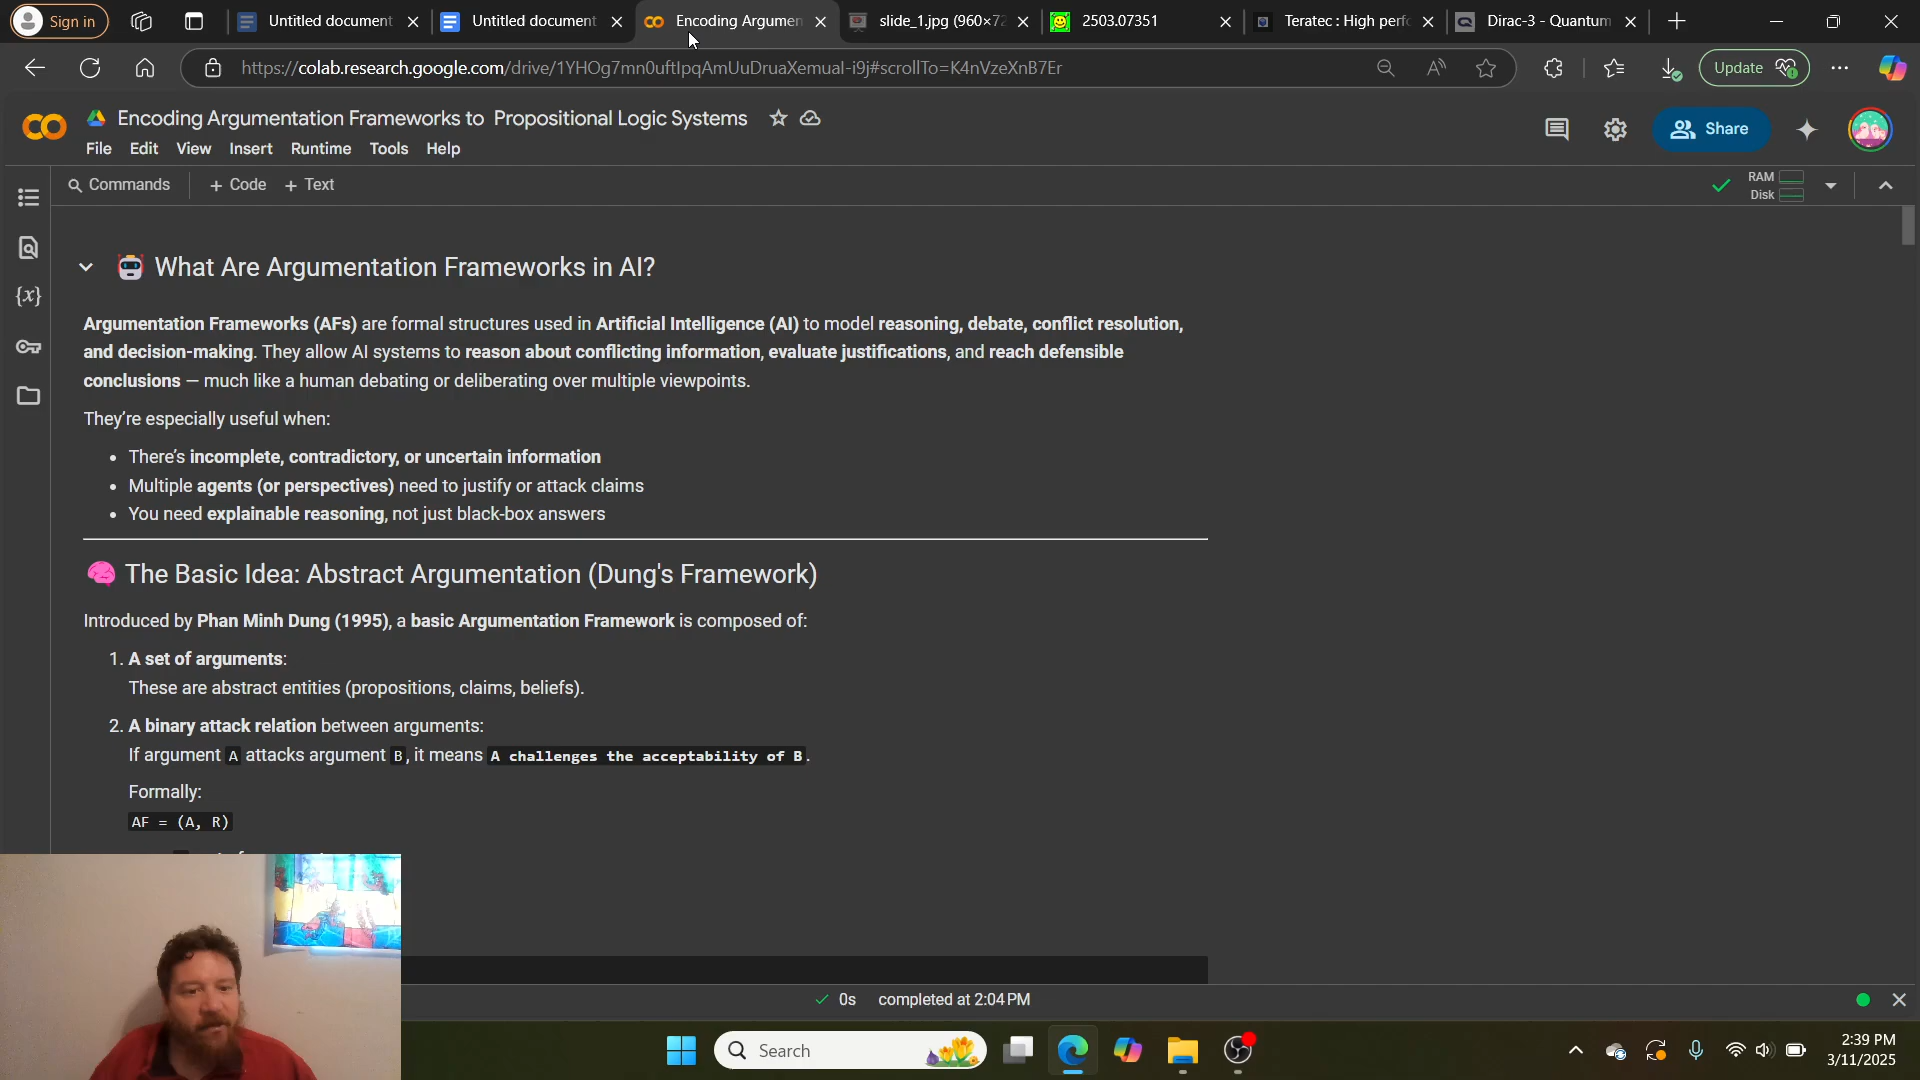 Sign in
Untitled document
Untitled document
Encoding Argumen
slide_1.jpg (960×72
2503.07351
Teratec : High perfc
Dirac-3 - Quantum
https://colab.research.google.com/drive/1YHOg7mn0uftIpqAmUuDruaXemuaI-i9j#scrollTo=K4nVzeXnB7Er
Update
Encoding Argumentation Frameworks to Propositional Logic Systems
File Edit View Insert Runtime Tools Help
Share
Commands
+ Code + Text
RAM
Disk
{x}
What Are Argumentation Frameworks in AI?
Argumentation Frameworks (AFs) are formal structures used in Artificial Intelligence (AI) to model reasoning, debate, conflict resolution,
and decision-making. They allow AI systems to reason about conflicting information, evaluate justifications, and reach defensible
conclusions — much like a human debating or deliberating over multiple viewpoints.
They're especially useful when:
• There's incomplete, contradictory, or uncertain information
• Multiple agents (or perspectives) need to justify or attack claims
• You need explainable reasoning, not just black-box answers
The Basic Idea: Abstract Argumentation (Dung's Framework)
Introduced by Phan Minh Dung (1995), a basic Argumentation Framework is composed of:
1. A set of arguments:
These are abstract entities (propositions, claims, beliefs).
2. A binary attack relation between arguments:
If argument A attacks argument B, it means A challenges the acceptability of B.
Formally:
AF = (A, R)
0s completed at 2:04 PM
Search
2:39 PM
3/11/2025